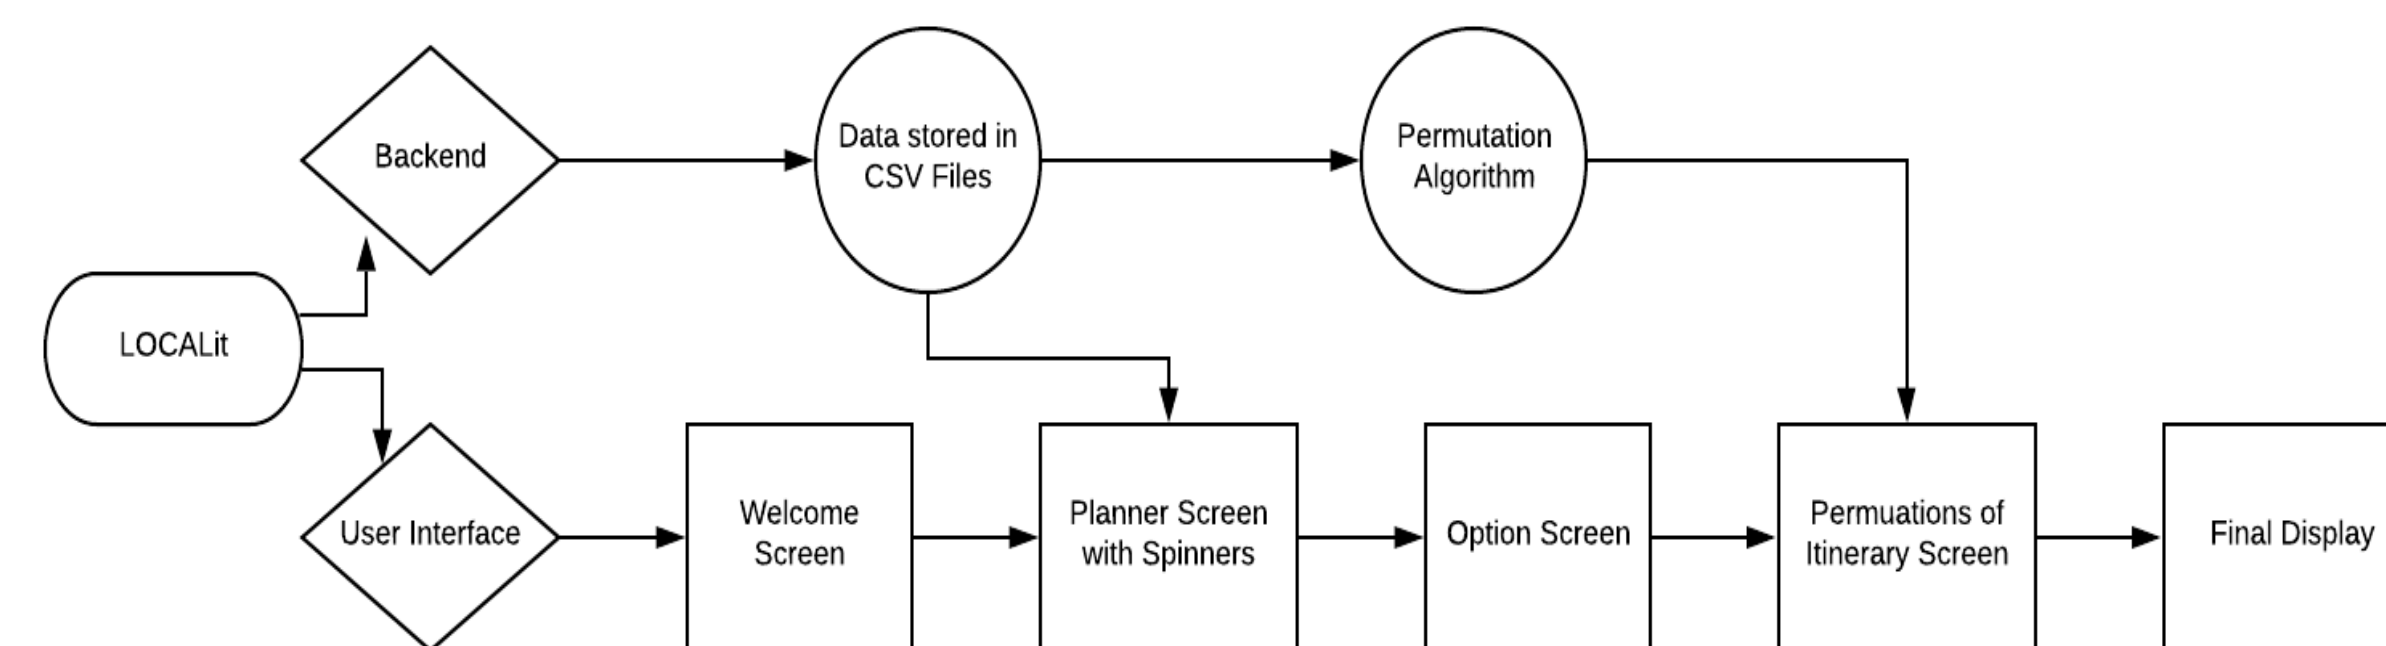 Backend
Data stored in
CSV Files
Permutation
Algorithm
LOCALit
User Interface
Welcome
Screen
Planner Screen
with Spinners
Option Screen
Permuations of
Itinerary Screen
Final Display